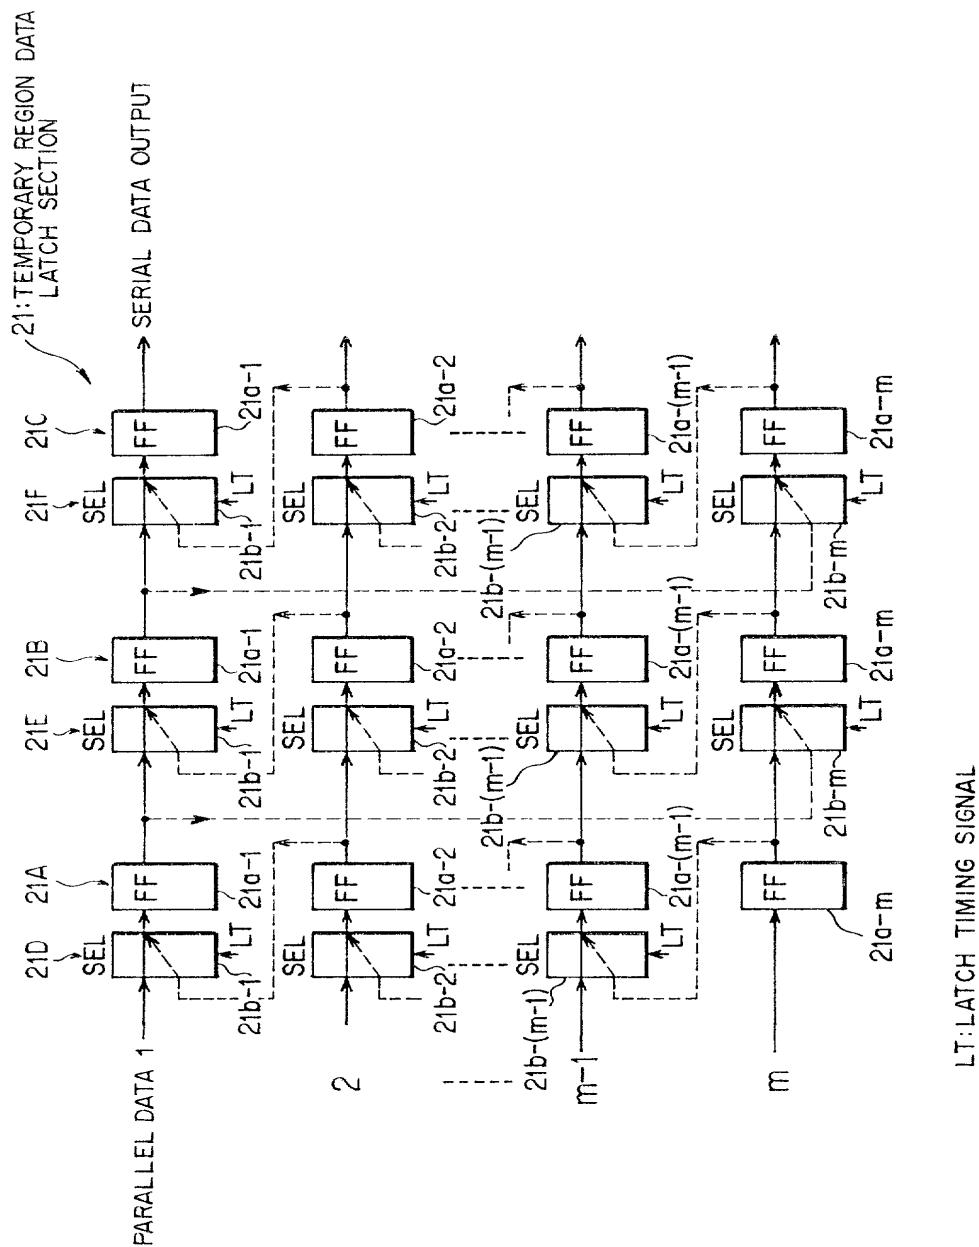 21:TEMPORARY REGION DATA
LATCH SECTION
21D
21A
21E
21B
21F
21C
PARALLEL DATA 1
SEL
FF
SEL
FF
SEL
FF
SERIAL DATA OUTPUT
21b-1
LT
21a-1
21b-1
LT
21a-1
21b-1
LT
21a-1
2
SEL
FF
SEL
FF
SEL
FF
21b-2
LT
21a-2
21b-2
LT
21a-2
21b-2
LT
21a-2
21b-(m-1)
21b-(m-1)
21b-(m-1)
m-1
SEL
FF
SEL
FF
SEL
FF
LT
21a-(m-1)
LT
21a-(m-1)
LT
21a-(m-1)
m
FF
SEL
FF
SEL
FF
21a-m
21b-m
LT
21a-m
21b-m
LT
21a-m
LT:LATCH TIMING SIGNAL